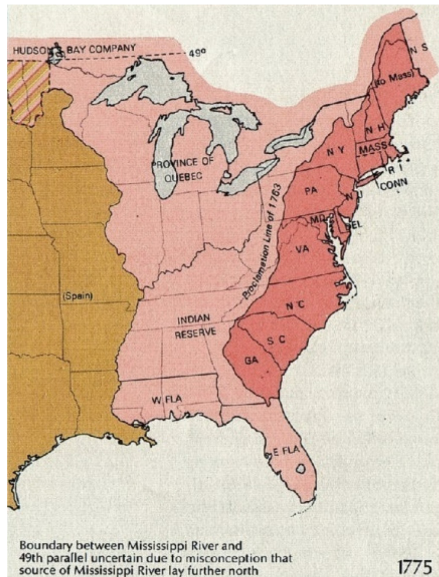 HUDSON BAY COMPANY
49°
N S
(to Mass)
PROVINCE OF
QUEBEC
N H
N Y
MASS
R I
CONN
PA
N J
MD
DEL
Proclamation Line of 1763
VA
(Spain)
N C
INDIAN
RESERVE
S C
GA
W FLA
E FLA
Boundary between Mississippi River and
49th parallel uncertain due to misconception that
source of Mississippi River lay further north
1775